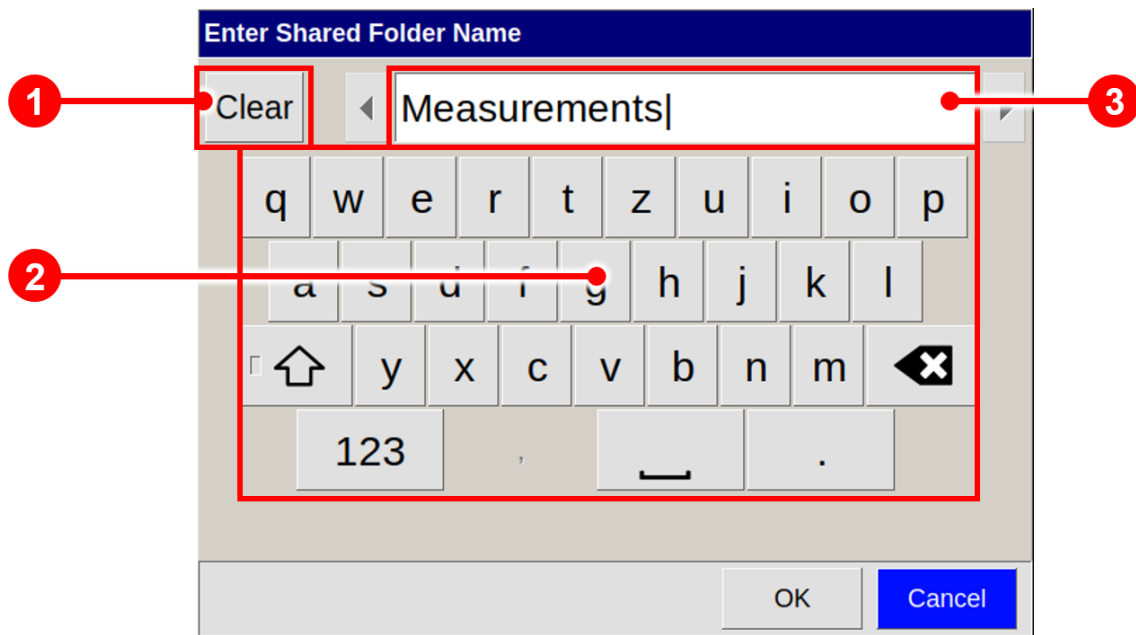 Enter Shared Folder Name
1 Clear Measurements 3
q w e r t z u i o p
2 a s d f g h j k l
y x c v b n m
123 , .
OK Cancel